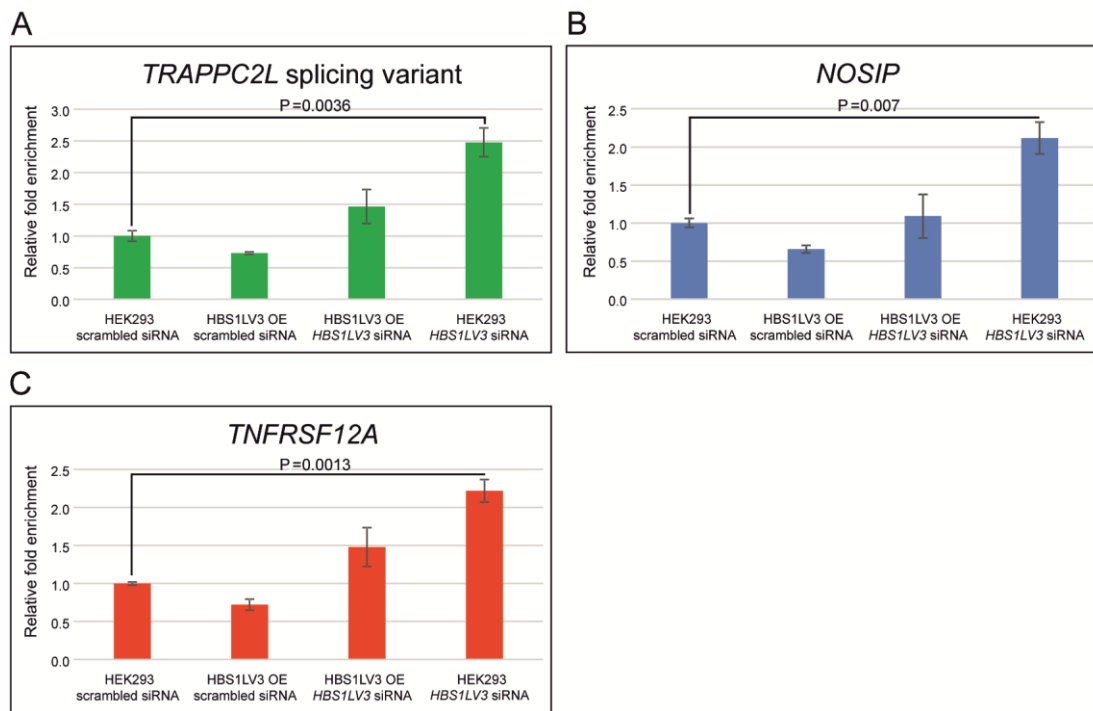 A
TRAPPC2L splicing variant
P=0.0036
Relative fold enrichment
3.0
2.5
2.0
1.5
1.0
0.5
0.0
HEK293 scrambled siRNA
HBS1LV3 OE scrambled siRNA
HBS1LV3 OE HBS1LV3 siRNA
HEK293 HBS1LV3 siRNA
B
NOSIP
P=0.007
Relative fold enrichment
2.5
2.0
1.5
1.0
0.5
0.0
HEK293 scrambled siRNA
HBS1LV3 OE scrambled siRNA
HBS1LV3 OE HBS1LV3 siRNA
HEK293 HBS1LV3 siRNA
C
TNFRSF12A
P=0.0013
Relative fold enrichment
2.5
2.0
1.5
1.0
0.5
0.0
HEK293 scrambled siRNA
HBS1LV3 OE scrambled siRNA
HBS1LV3 OE HBS1LV3 siRNA
HEK293 HBS1LV3 siRNA